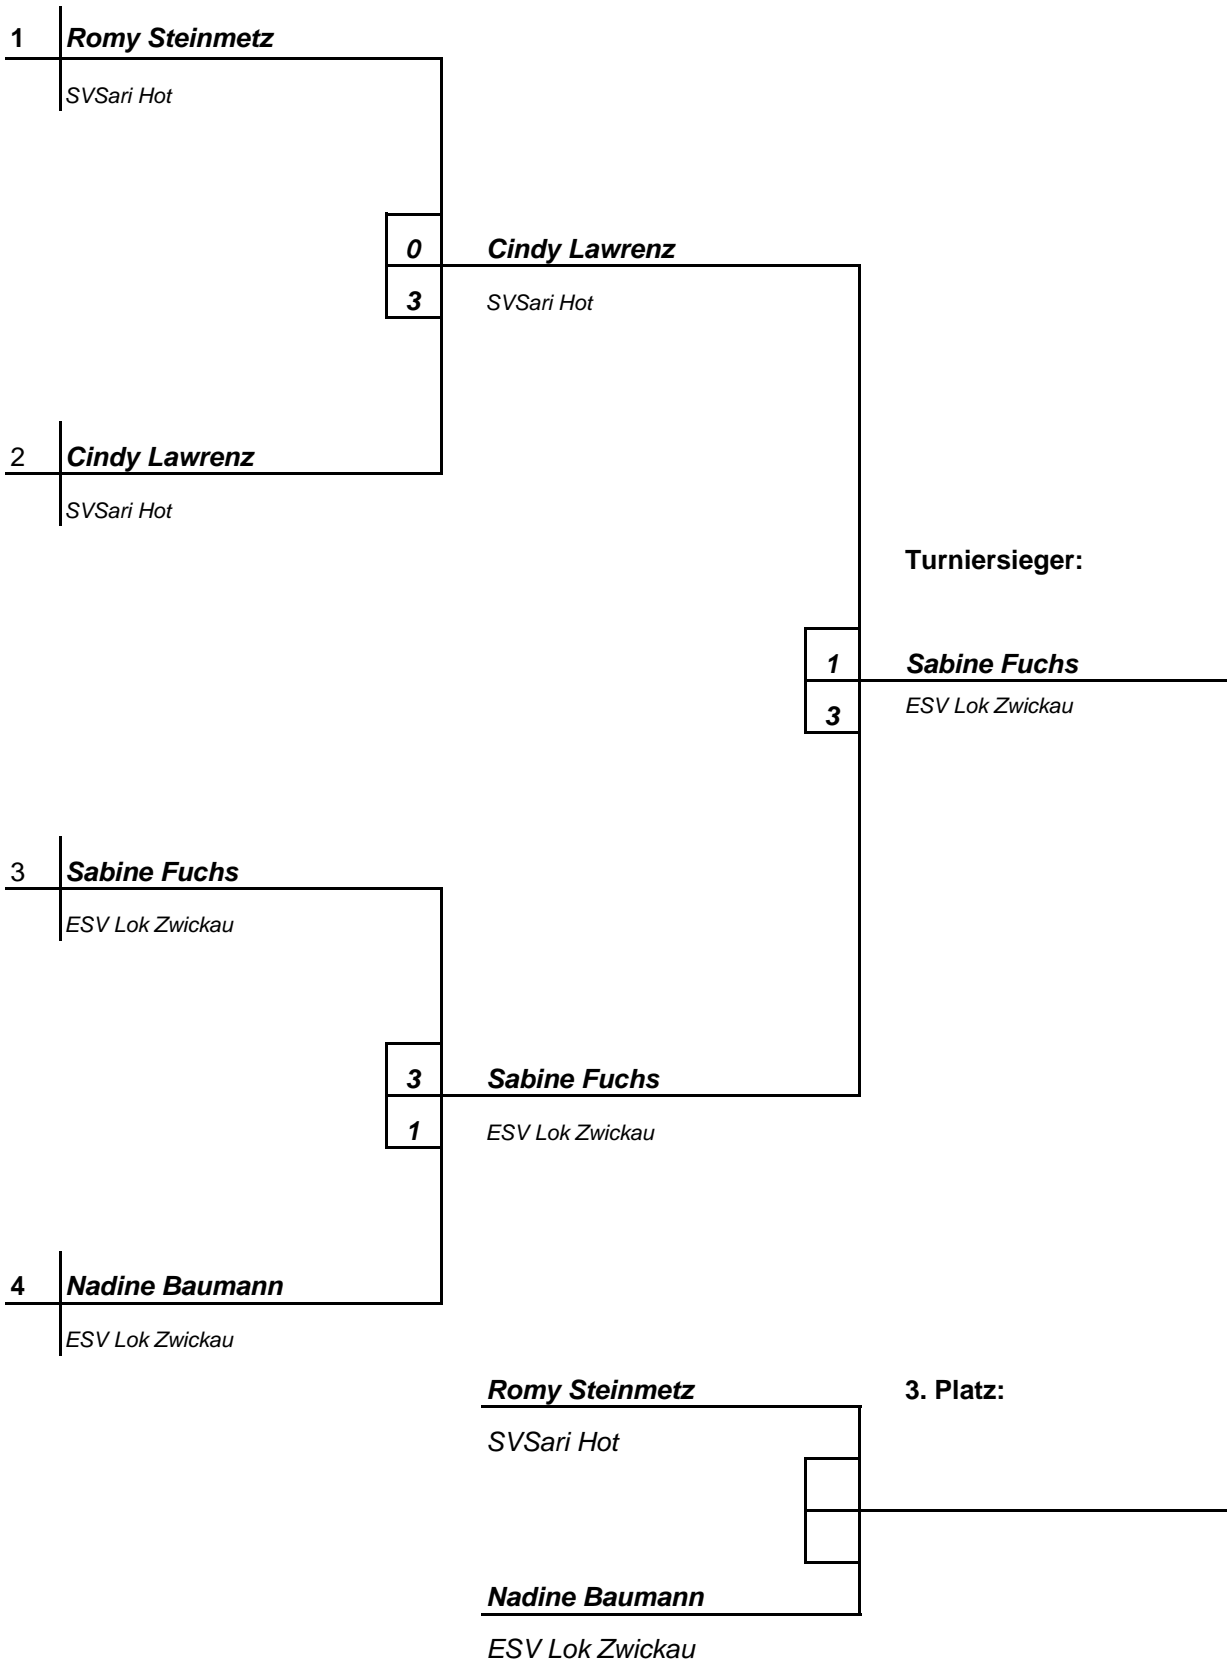 1 Romy Steinmetz
SVSari Hot
0 Cindy Lawrenz
3 SVSari Hot
2 Cindy Lawrenz
SVSari Hot
Turniersieger:
1 Sabine Fuchs
3 ESV Lok Zwickau
3 Sabine Fuchs
ESV Lok Zwickau
3 Sabine Fuchs
1 ESV Lok Zwickau
4 Nadine Baumann
ESV Lok Zwickau
Romy Steinmetz 3. Platz:
SVSari Hot
Nadine Baumann
ESV Lok Zwickau